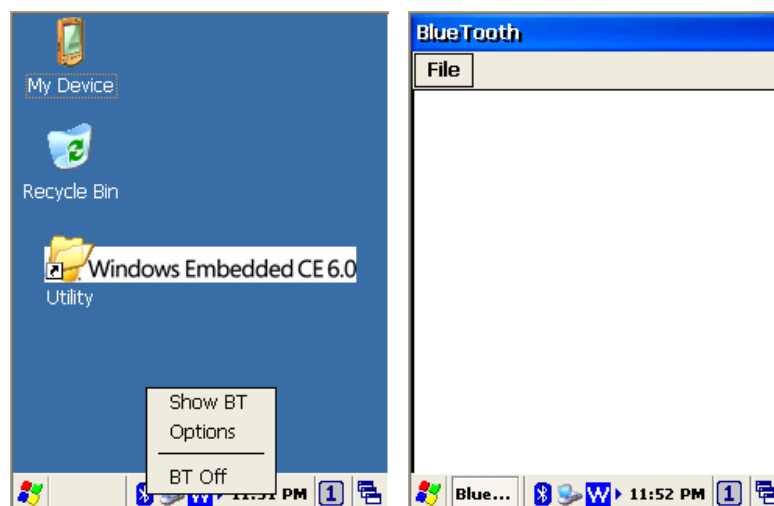 My Device
Recycle Bin
Windows Embedded CE 6.0
Utility
Show BT
Options
BT Off
PM
1
BlueTooth
File
Blue...
W
11:52 PM
1